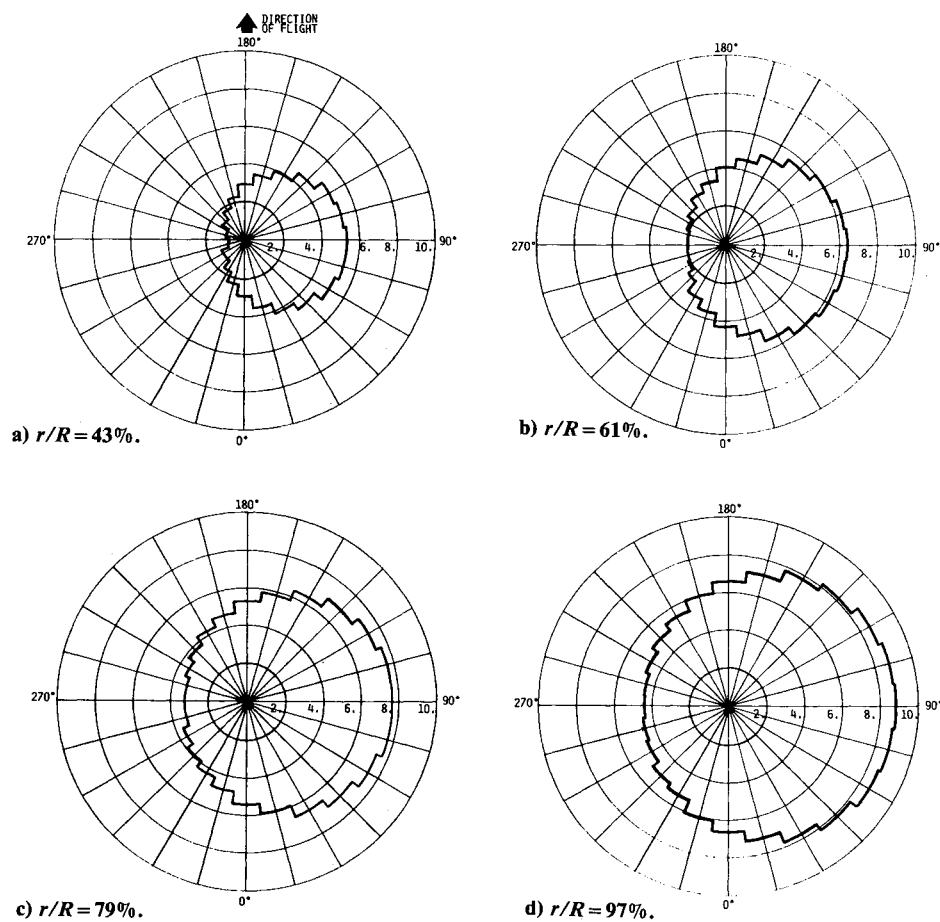 DIRECTION
OF FLIGHT
180°
270°
2. 4. 6. 8. 10. 90°
0°
a) r/R = 43%.
180°
270°
2. 4. 6. 8. 10. 90°
0°
b) r/R = 61%.
180°
270°
2. 4. 6. 8. 10. 90°
0°
c) r/R = 79%.
180°
270°
2. 4. 6. 8. 10. 90°
0°
d) r/R = 97%.